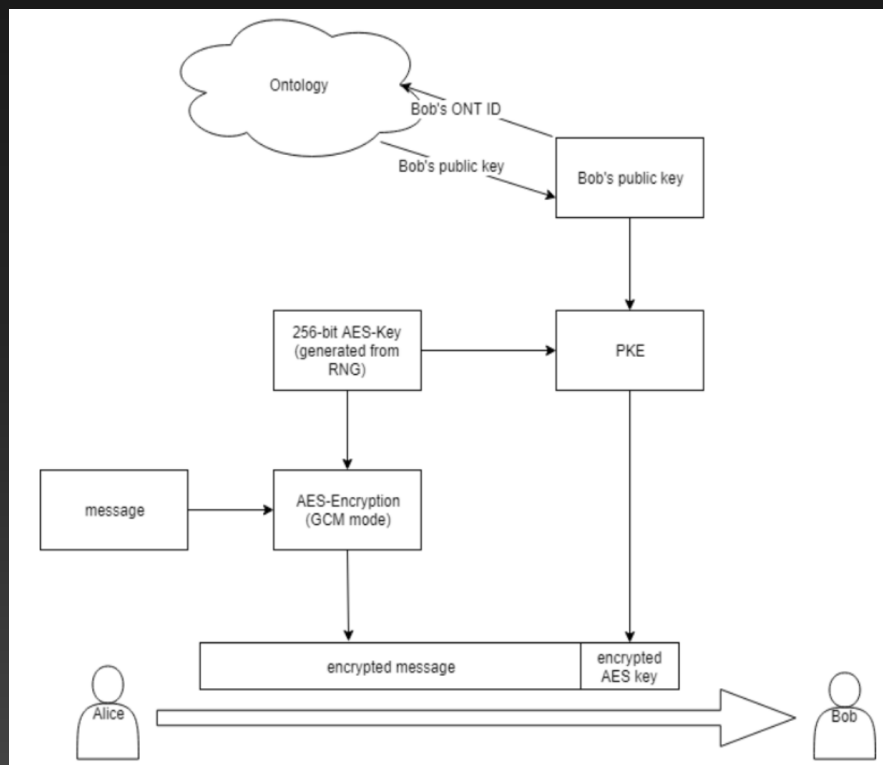 Ontology
Bob's ONT ID
Bob's public key
Bob's public key
256-bit AES-Key
(generated from
RNG)
PKE
message
AES-Encryption
(GCM mode)
encrypted message
encrypted
AES key
Alice
Bob